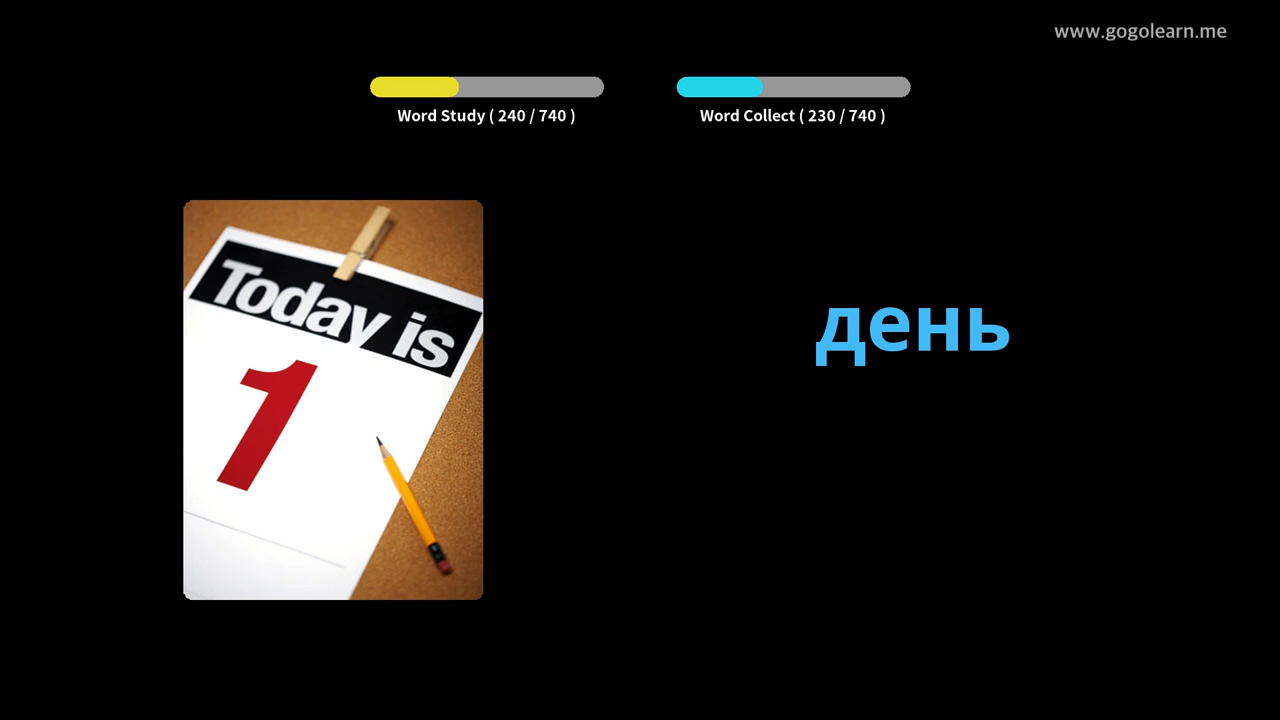 www.gogolearn.me
Word Study ( 240 / 740 )
Word Collect ( 230 / 740 )
Today is
1
день